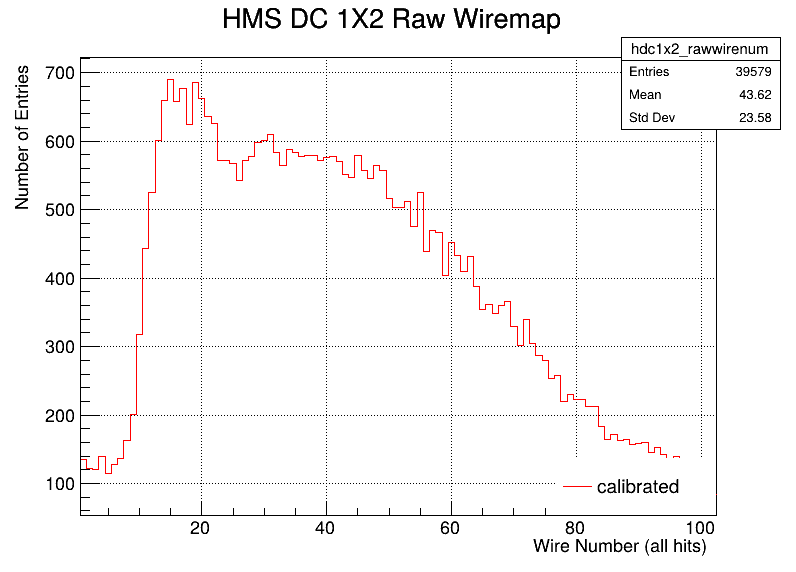 HMS DC 1X2 Raw Wiremap
hdc1x2_rawwirenum
Entries 39579
Mean 43.62
Std Dev 23.58
Number of Entries
700
600
500
400
300
200
100
calibrated
20 40 60 80 100
Wire Number (all hits)